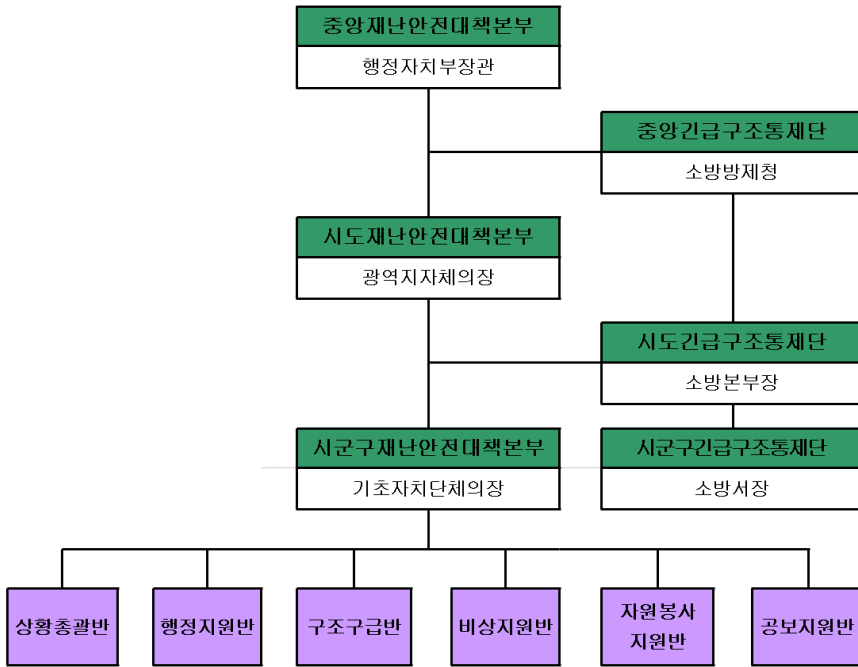 중앙재난안전대책본부
행정자치부장관
중앙긴급구조통제단
소방방제청
시도재난안전대책본부
광역지자체의장
시도긴급구조통제단
소방본부장
시군구재난안전대책본부
기초자치단체의장
시군구긴급구조통제단
소방서장
상황총괄반
행정지원반
구조구급반
비상지원반
자원봉사
지원반
공보지원반